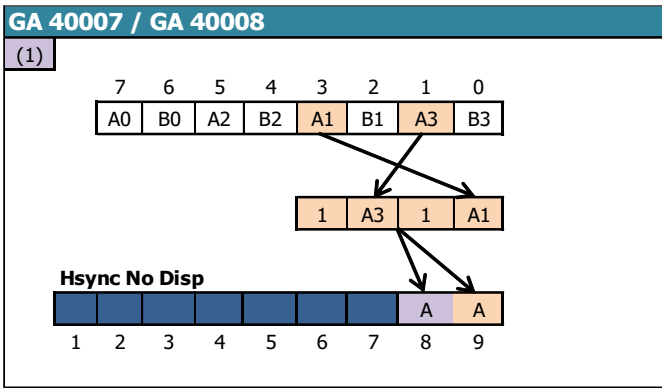 GA 40007 / GA 40008
(1)
7 6 5 4 3 2 1 0
A0 B0 A2 B2 A1 B1 A3 B3
1 A3 1 A1
Hsync No Disp
A A
1 2 3 4 5 6 7 8 9